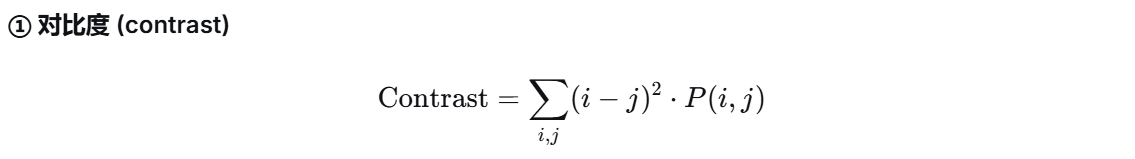 ① 对比度 (contrast)
Contrast = ∑_{i,j} (i − j)² · P(i, j)